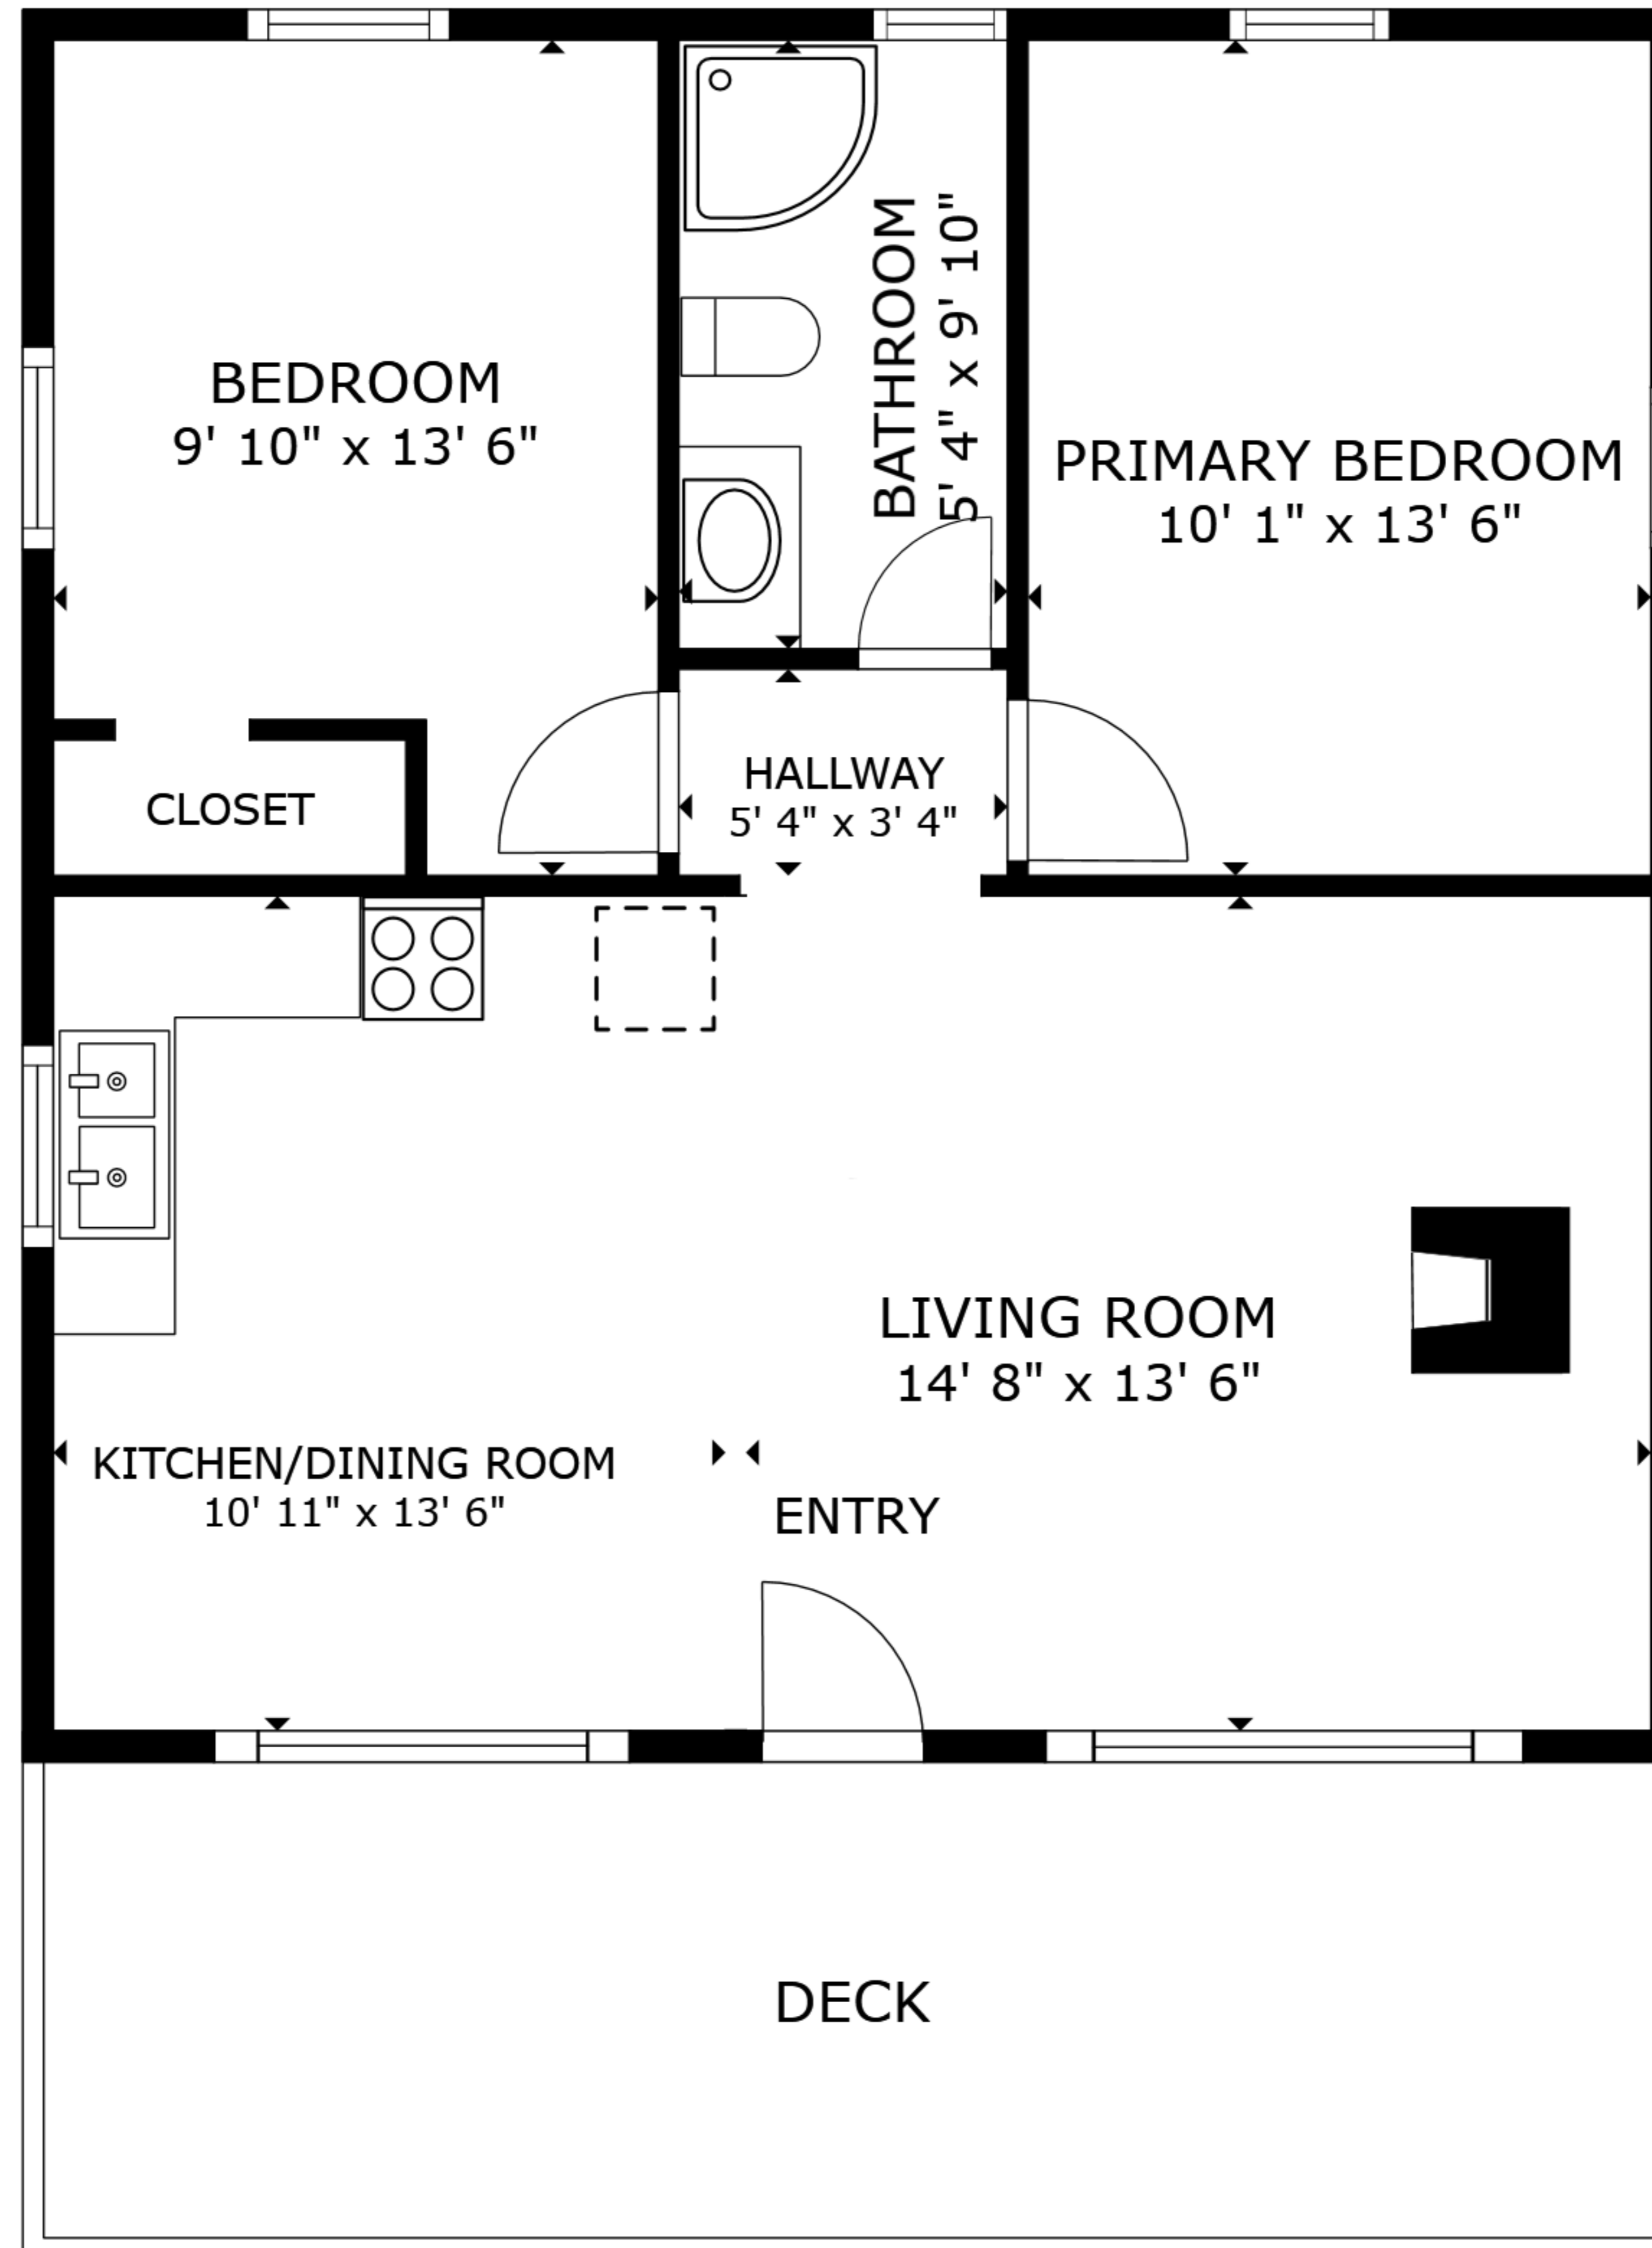 BEDROOM
9' 10" x 13' 6"
BATHROOM
5' 4" x 9' 10"
PRIMARY BEDROOM
10' 1" x 13' 6"
CLOSET
HALLWAY
5' 4" x 3' 4"
LIVING ROOM
14' 8" x 13' 6"
KITCHEN/DINING ROOM
10' 11" x 13' 6"
ENTRY
DECK